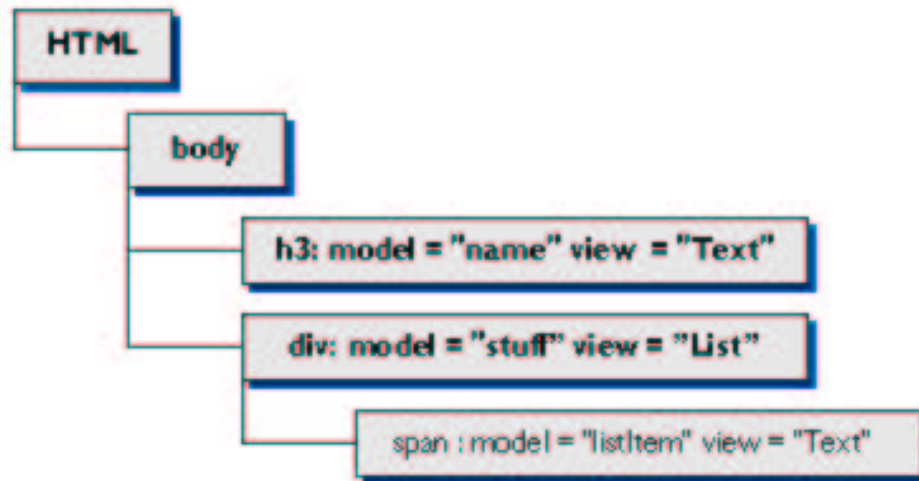 HTML
body
h3: model = "name" view = "Text"
div: model = "stuff" view = "List"
span : model = "listItem" view = "Text"